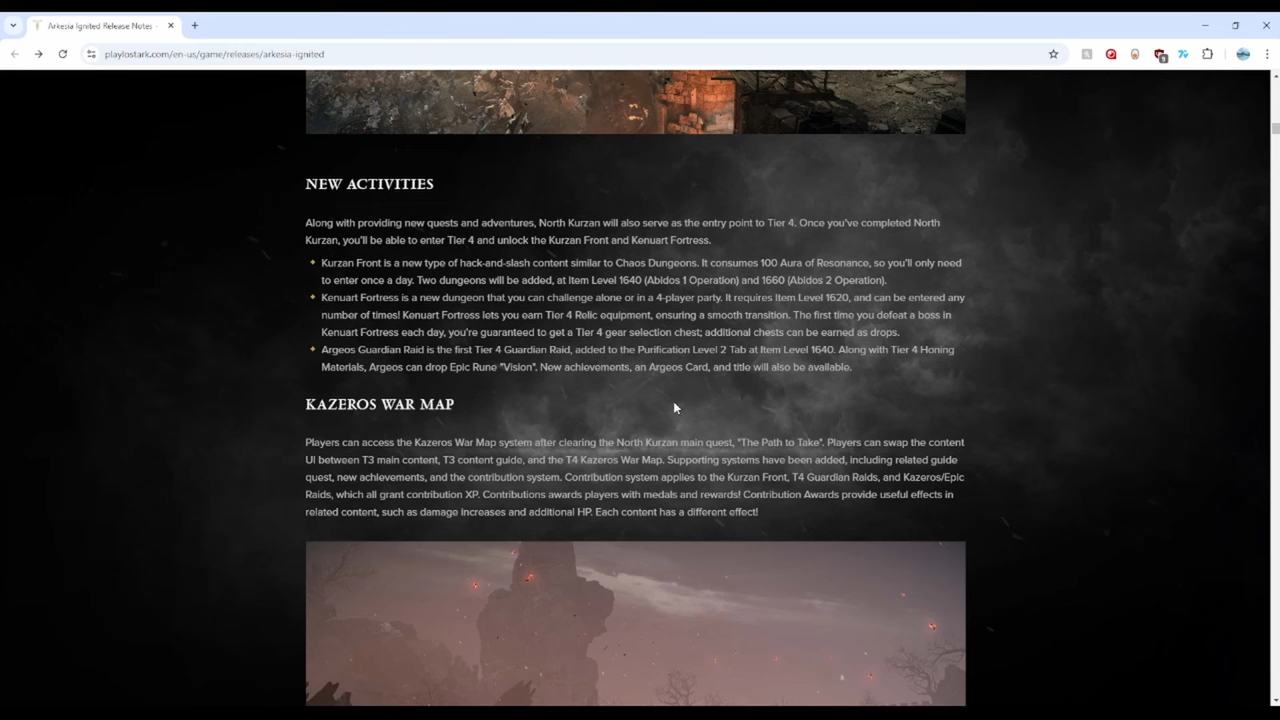 Arkesia Ignited Release Notes -
playlostark.com/en-us/game/releases/arkesia-ignited
NEW ACTIVITIES
Along with providing new quests and adventures, North Kurzan will also serve as the entry point to Tier 4. Once you've completed North
Kurzan, you'll be able to enter Tier 4 and unlock the Kurzan Front and Kenuart Fortress.
Kurzan Front is a new type of hack-and-slash content similar to Chaos Dungeons. It consumes 100 Aura of Resonance, so you'll only need
to enter once a day. Two dungeons will be added, at Item Level 1640 (Abidos 1 Operation) and 1660 (Abidos 2 Operation).
Kenuart Fortress is a new dungeon that you can challenge alone or in a 4-player party. It requires Item Level 1620, and can be entered any
number of times! Kenuart Fortress lets you earn Tier 4 Relic equipment, ensuring a smooth transition. The first time you defeat a boss in
Kenuart Fortress each day, you're guaranteed to get a Tier 4 gear selection chest; additional chests can be earned as drops.
Argeos Guardian Raid is the first Tier 4 Guardian Raid, added to the Purification Level 2 Tab at Item Level 1640. Along with Tier 4 Honing
Materials, Argeos can drop Epic Rune "Vision". New achievements, an Argeos Card, and title will also be available.
KAZEROS WAR MAP
Players can access the Kazeros War Map system after clearing the North Kurzan main quest, "The Path to Take". Players can swap the content
UI between T3 main content, T3 content guide, and the T4 Kazeros War Map. Supporting systems have been added, including related guide
quest, new achievements, and the contribution system. Contribution system applies to the Kurzan Front, T4 Guardian Raids, and Kazeros/Epic
Raids, which all grant contribution XP. Contributions awards players with medals and rewards! Contribution Awards provide useful effects in
related content, such as damage increases and additional HP. Each content has a different effect!